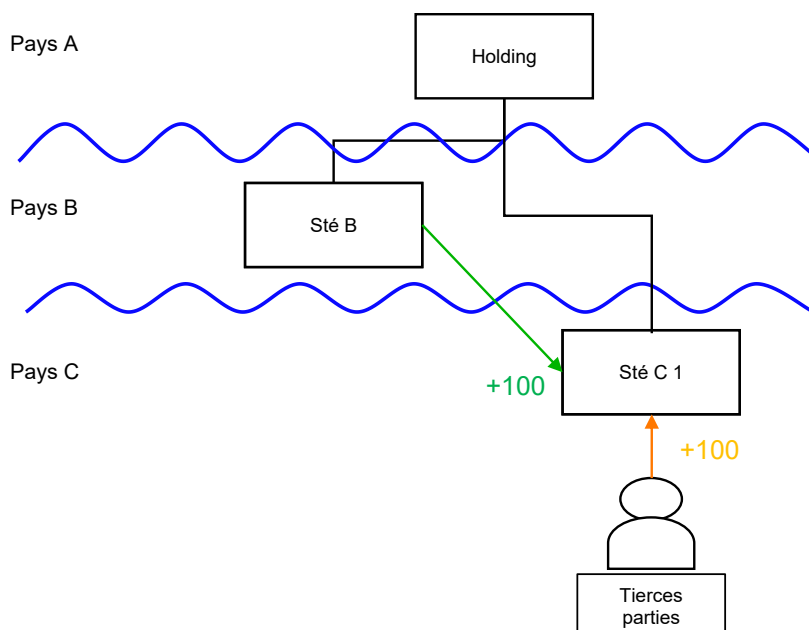 Pays A
Holding
Pays B
Sté B
Pays C
Sté C 1
+100
+100
Tierces
parties